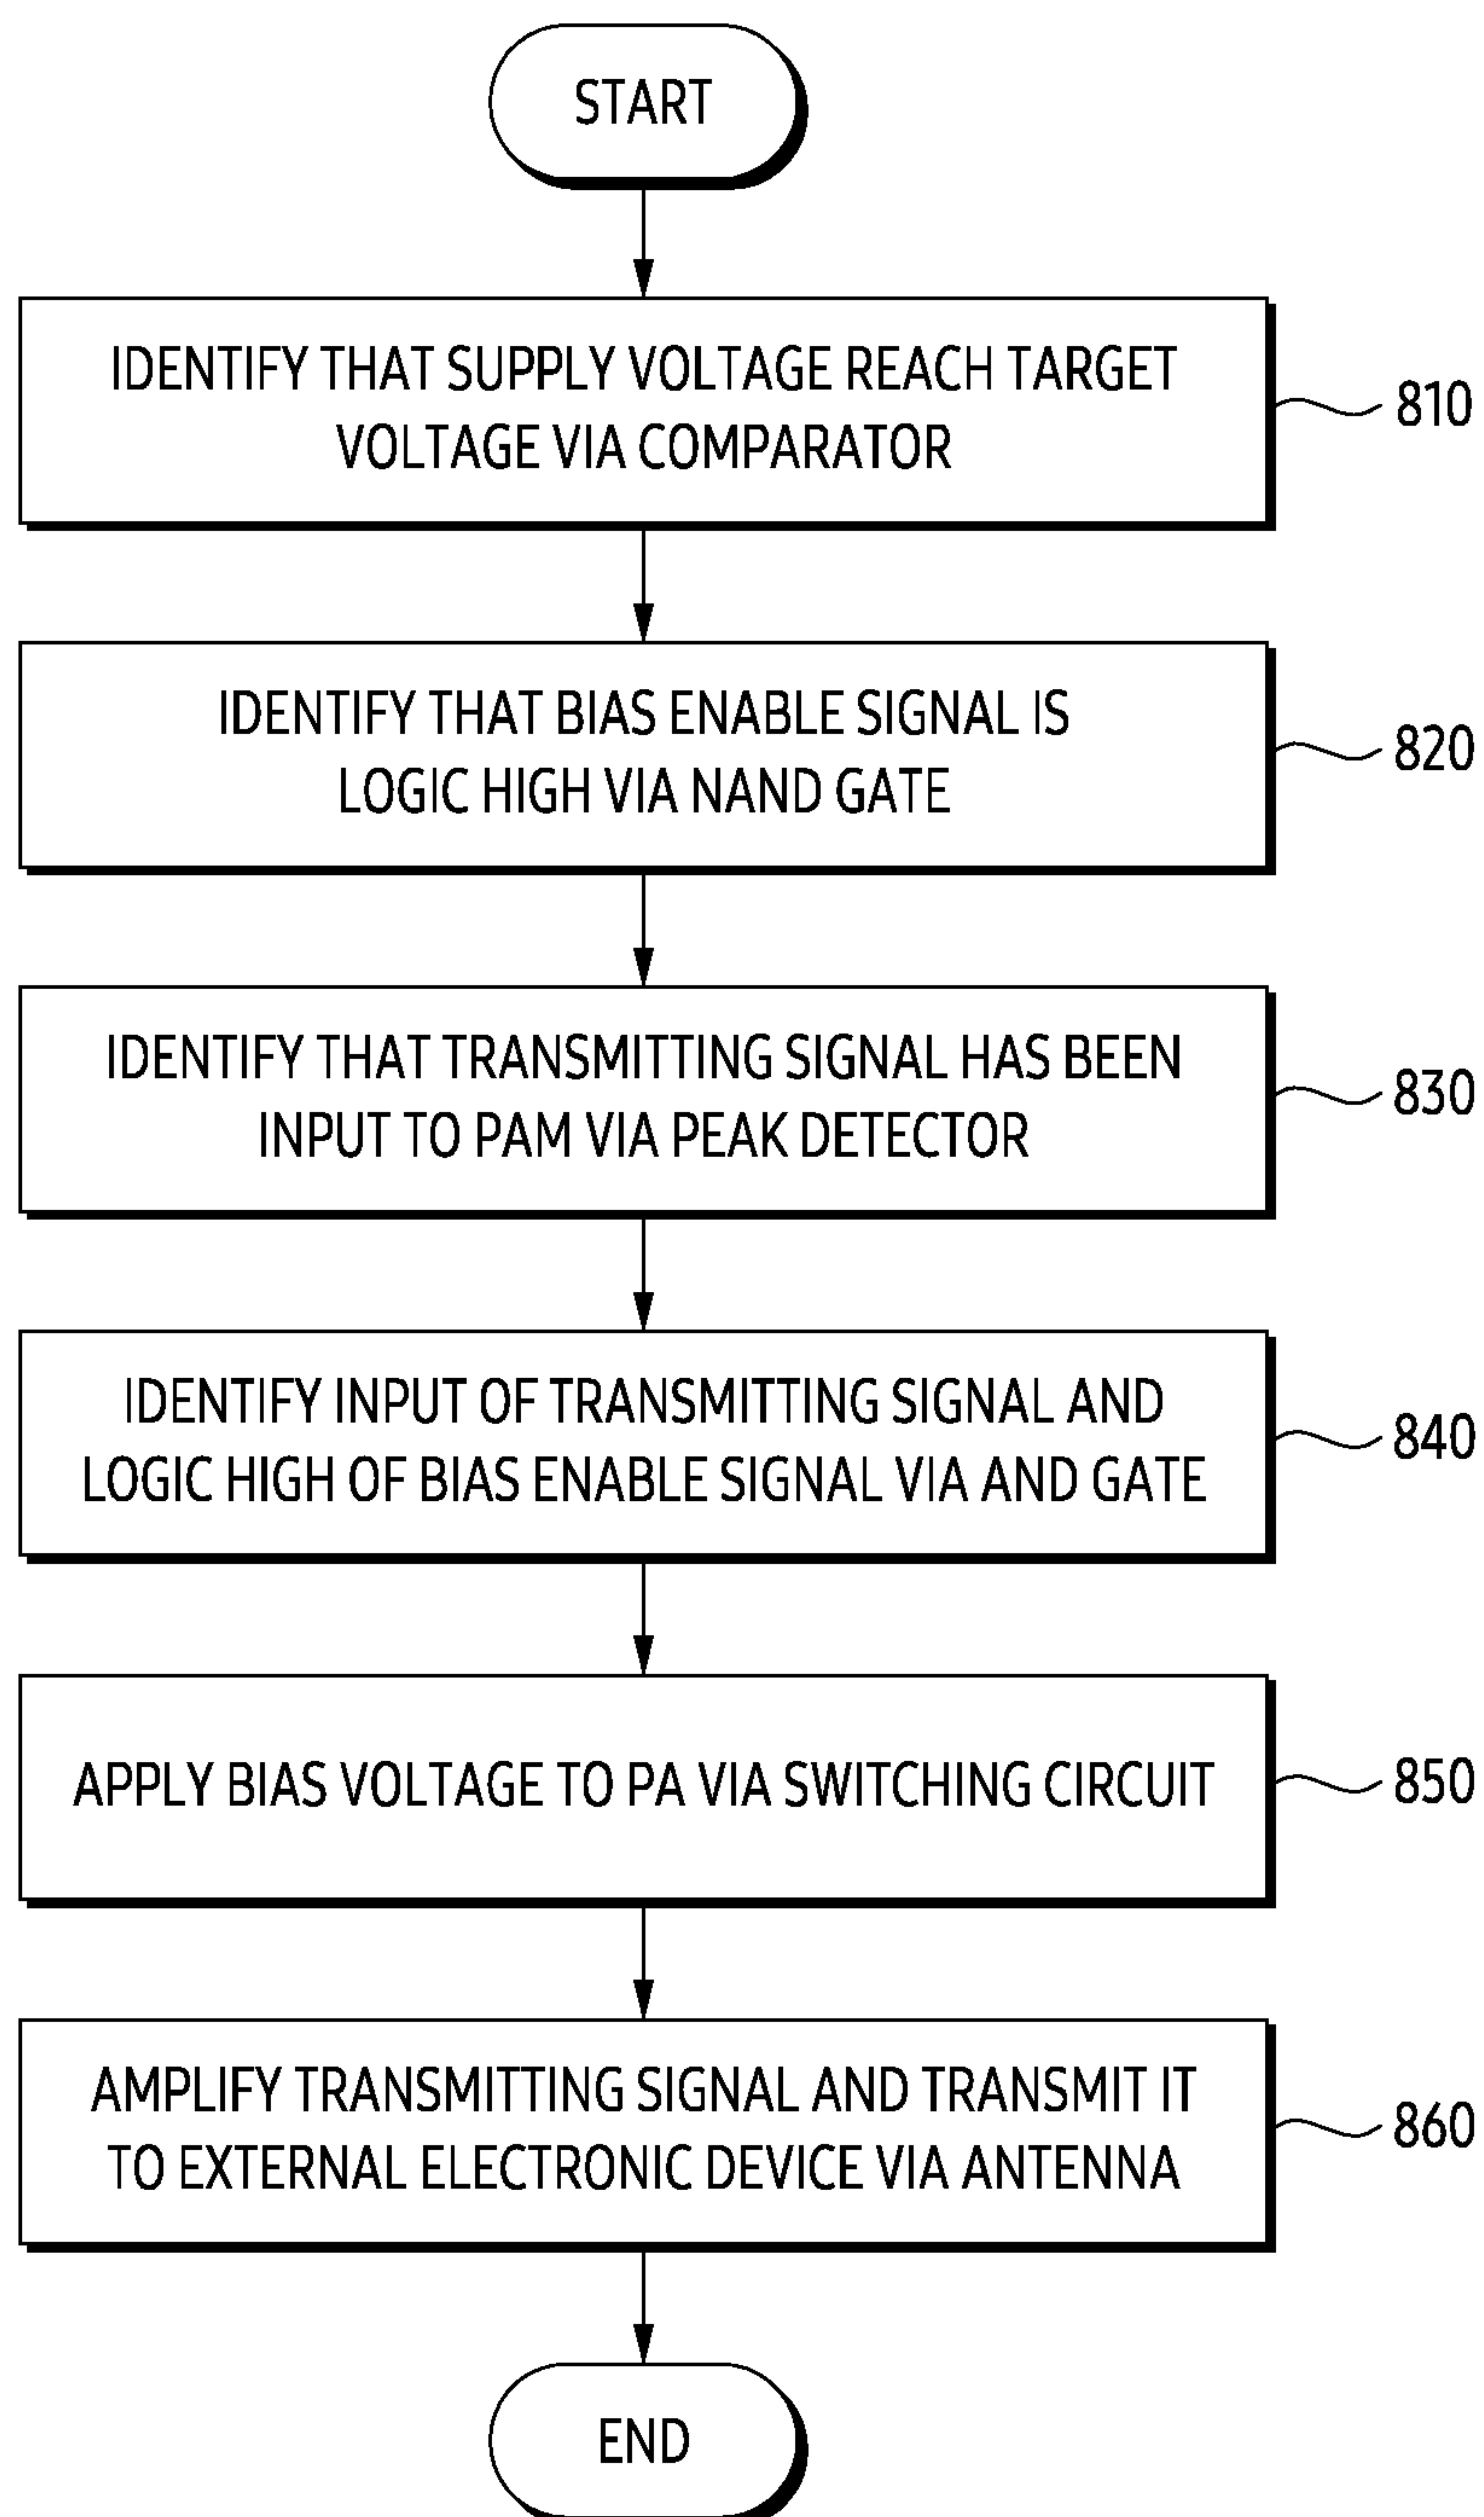 START
IDENTIFY THAT SUPPLY VOLTAGE REACH TARGET
VOLTAGE VIA COMPARATOR
810
IDENTIFY THAT BIAS ENABLE SIGNAL IS
LOGIC HIGH VIA NAND GATE
820
IDENTIFY THAT TRANSMITTING SIGNAL HAS BEEN
INPUT TO PAM VIA PEAK DETECTOR
830
IDENTIFY INPUT OF TRANSMITTING SIGNAL AND
LOGIC HIGH OF BIAS ENABLE SIGNAL VIA AND GATE
840
APPLY BIAS VOLTAGE TO PA VIA SWITCHING CIRCUIT
850
AMPLIFY TRANSMITTING SIGNAL AND TRANSMIT IT
TO EXTERNAL ELECTRONIC DEVICE VIA ANTENNA
860
END